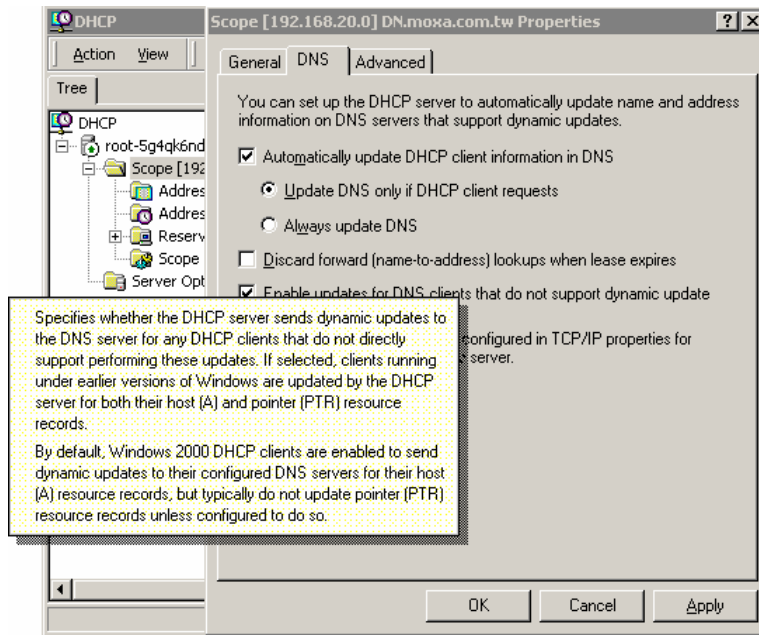 DHCP
Action View
Tree
DHCP
root-5g4qk6nd
Scope [192
Addres
Addres
Reserv
Scope
Server Opt
Scope [192.168.20.0] DN.moxa.com.tw Properties
General DNS Advanced
You can set up the DHCP server to automatically update name and address
information on DNS servers that support dynamic updates.
Automatically update DHCP client information in DNS
Update DNS only if DHCP client requests
Always update DNS
Discard forward (name-to-address) lookups when lease expires
Enable updates for DNS clients that do not support dynamic update
configured in TCP/IP properties for
server.
Specifies whether the DHCP server sends dynamic updates to
the DNS server for any DHCP clients that do not directly
support performing these updates. If selected, clients running
under earlier versions of Windows are updated by the DHCP
server for both their host (A) and pointer (PTR) resource
records.
By default, Windows 2000 DHCP clients are enabled to send
dynamic updates to their configured DNS servers for their host
(A) resource records, but typically do not update pointer (PTR)
resource records unless configured to do so.
OK Cancel Apply